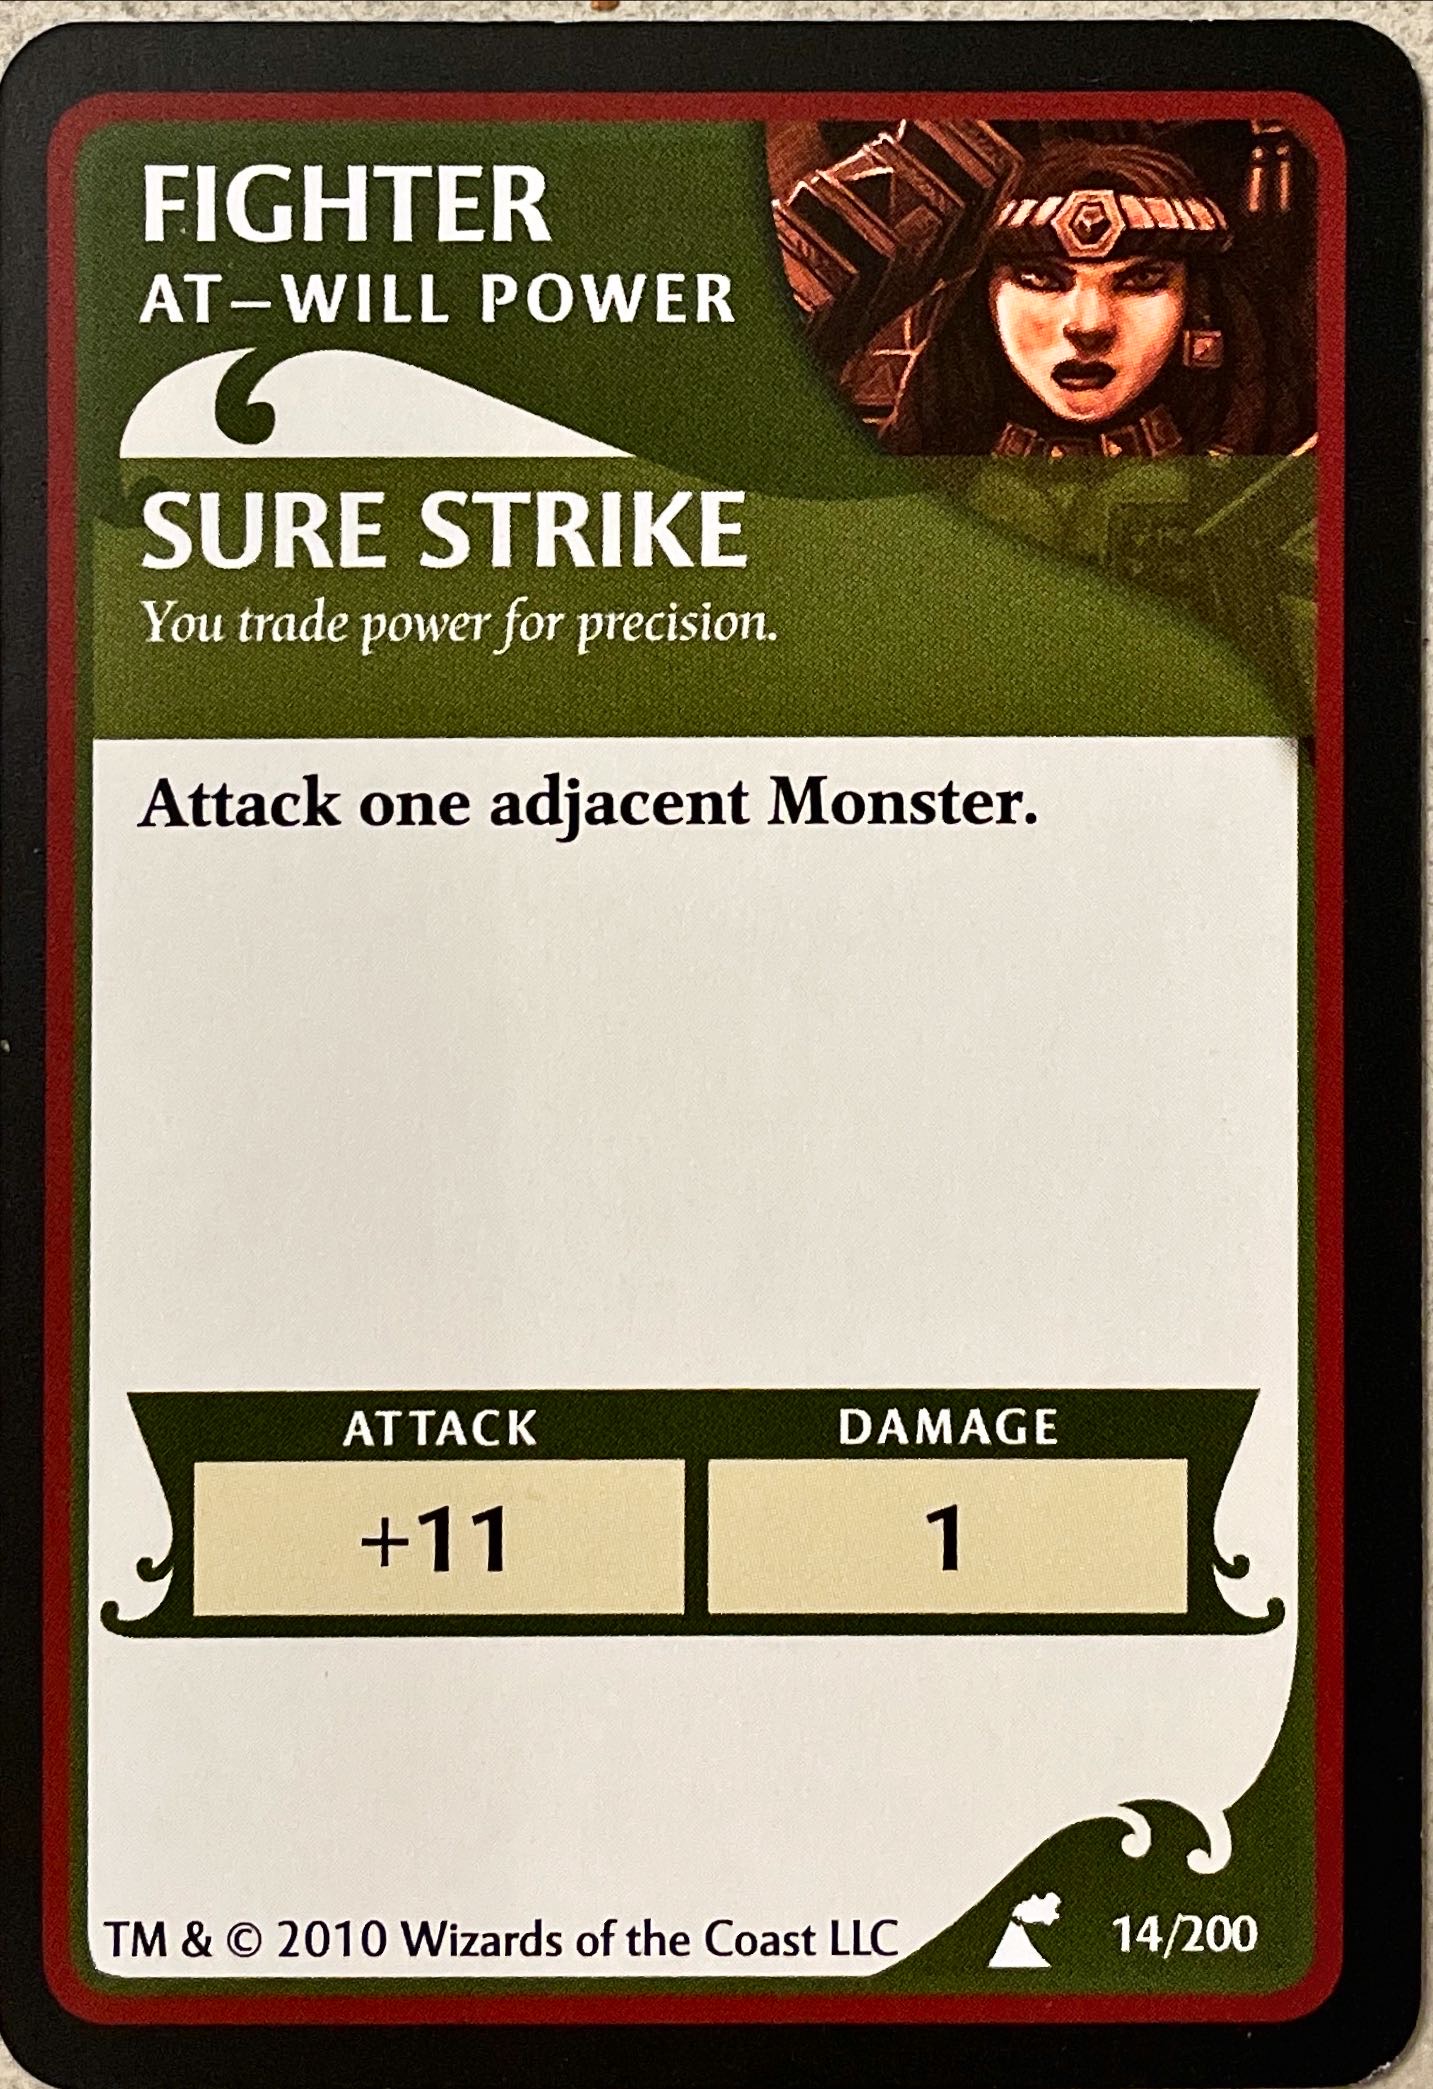 FIGHTER
AT–WILL POWER
SURE STRIKE
You trade power for precision.
Attack one adjacent Monster.
ATTACK DAMAGE
+11 1
TM & © 2010 Wizards of the Coast LLC 14/200